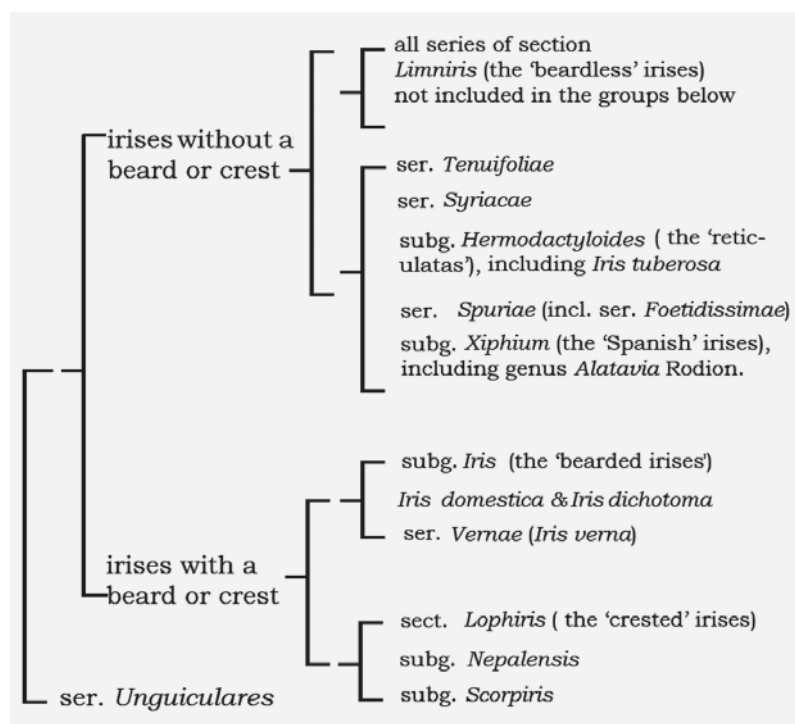 all series of section
Limniris (the ‘beardless’ irises)
not included in the groups below
irises without a
beard or crest
ser. Tenuifoliae
ser. Syriacae
subg. Hermodactyloides ( the ‘retic-
ulatas’), including Iris tuberosa
ser. Spuriae (incl. ser. Foetidissimae)
subg. Xiphium (the ‘Spanish’ irises),
including genus Alatavia Rodion.
subg. Iris (the ‘bearded irises’)
Iris domestica & Iris dichotoma
ser. Vernae (Iris verna)
irises with a
beard or crest
sect. Lophiris ( the ‘crested’ irises)
subg. Nepalensis
subg. Scorpiris
ser. Unguiculares